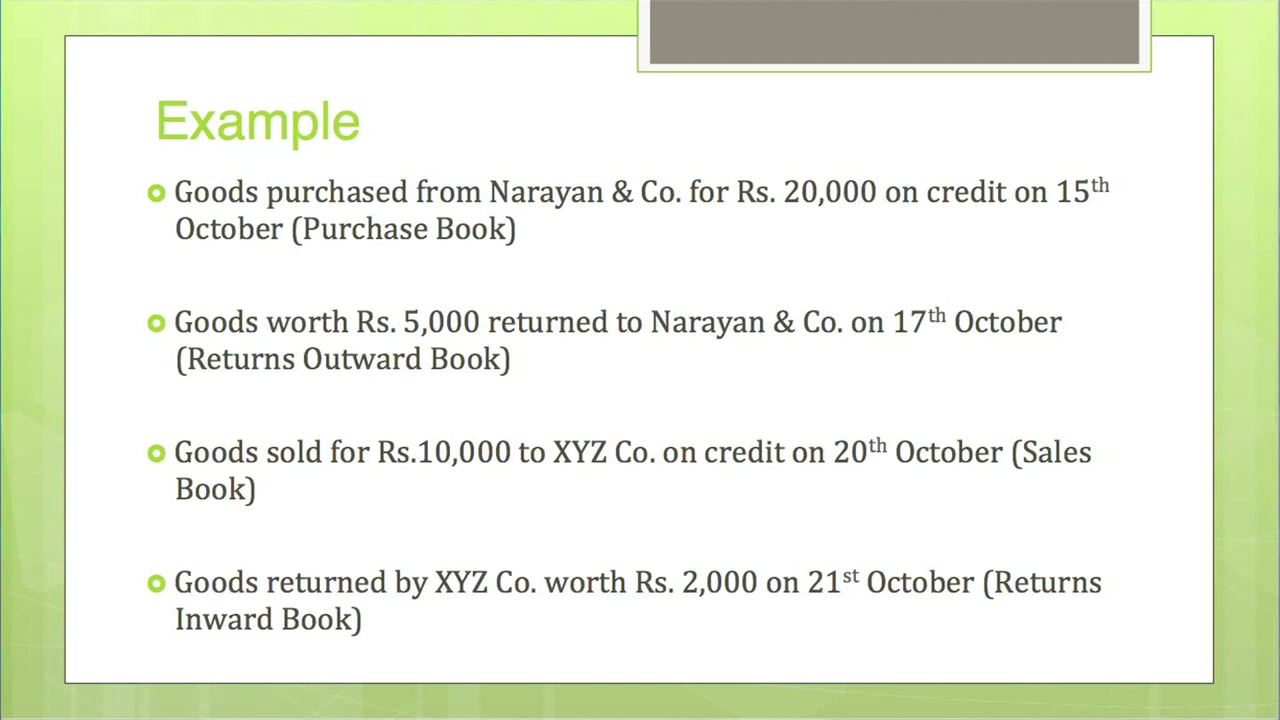 Example
Goods purchased from Narayan & Co. for Rs. 20,000 on credit on 15th
October (Purchase Book)
Goods worth Rs. 5,000 returned to Narayan & Co. on 17th October
(Returns Outward Book)
Goods sold for Rs.10,000 to XYZ Co. on credit on 20th October (Sales
Book)
Goods returned by XYZ Co. worth Rs. 2,000 on 21st October (Returns
Inward Book)